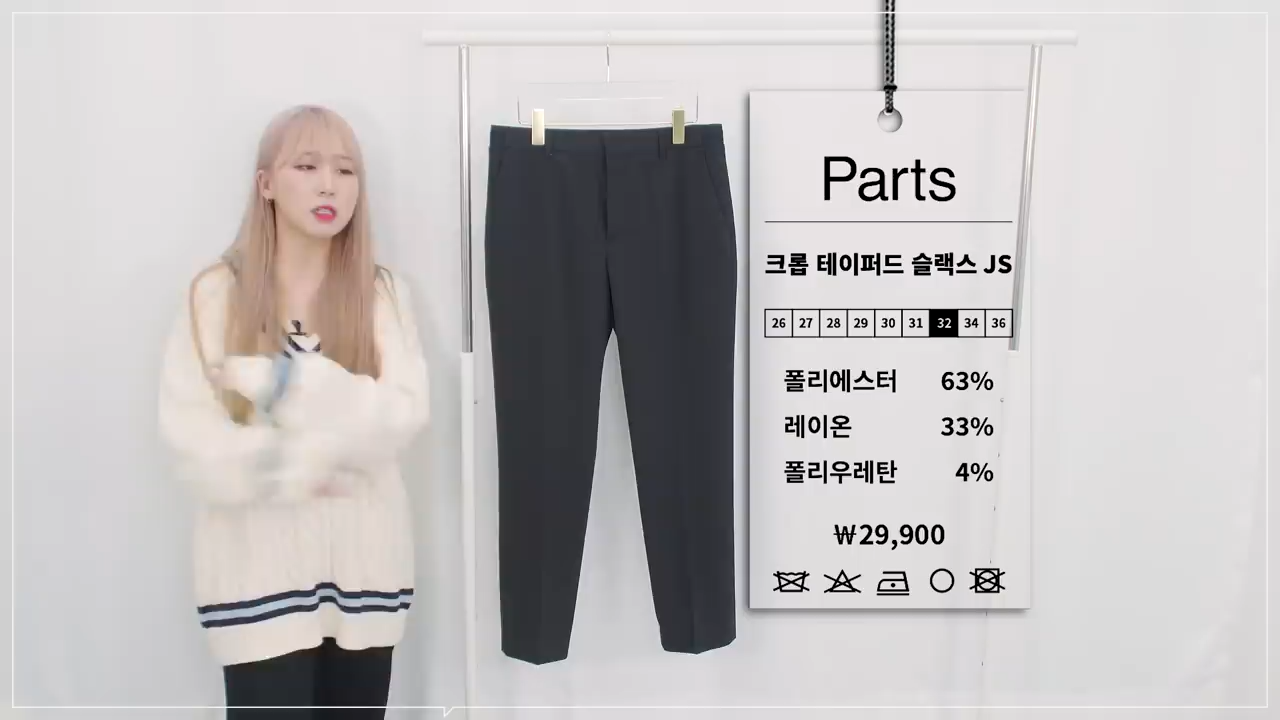 Parts
크롭 테이퍼드 슬랙스 JS
26 27 28 29 30 31 32 34 36
폴리에스터 63%
레이온 33%
폴리우레탄 4%
₩29,900